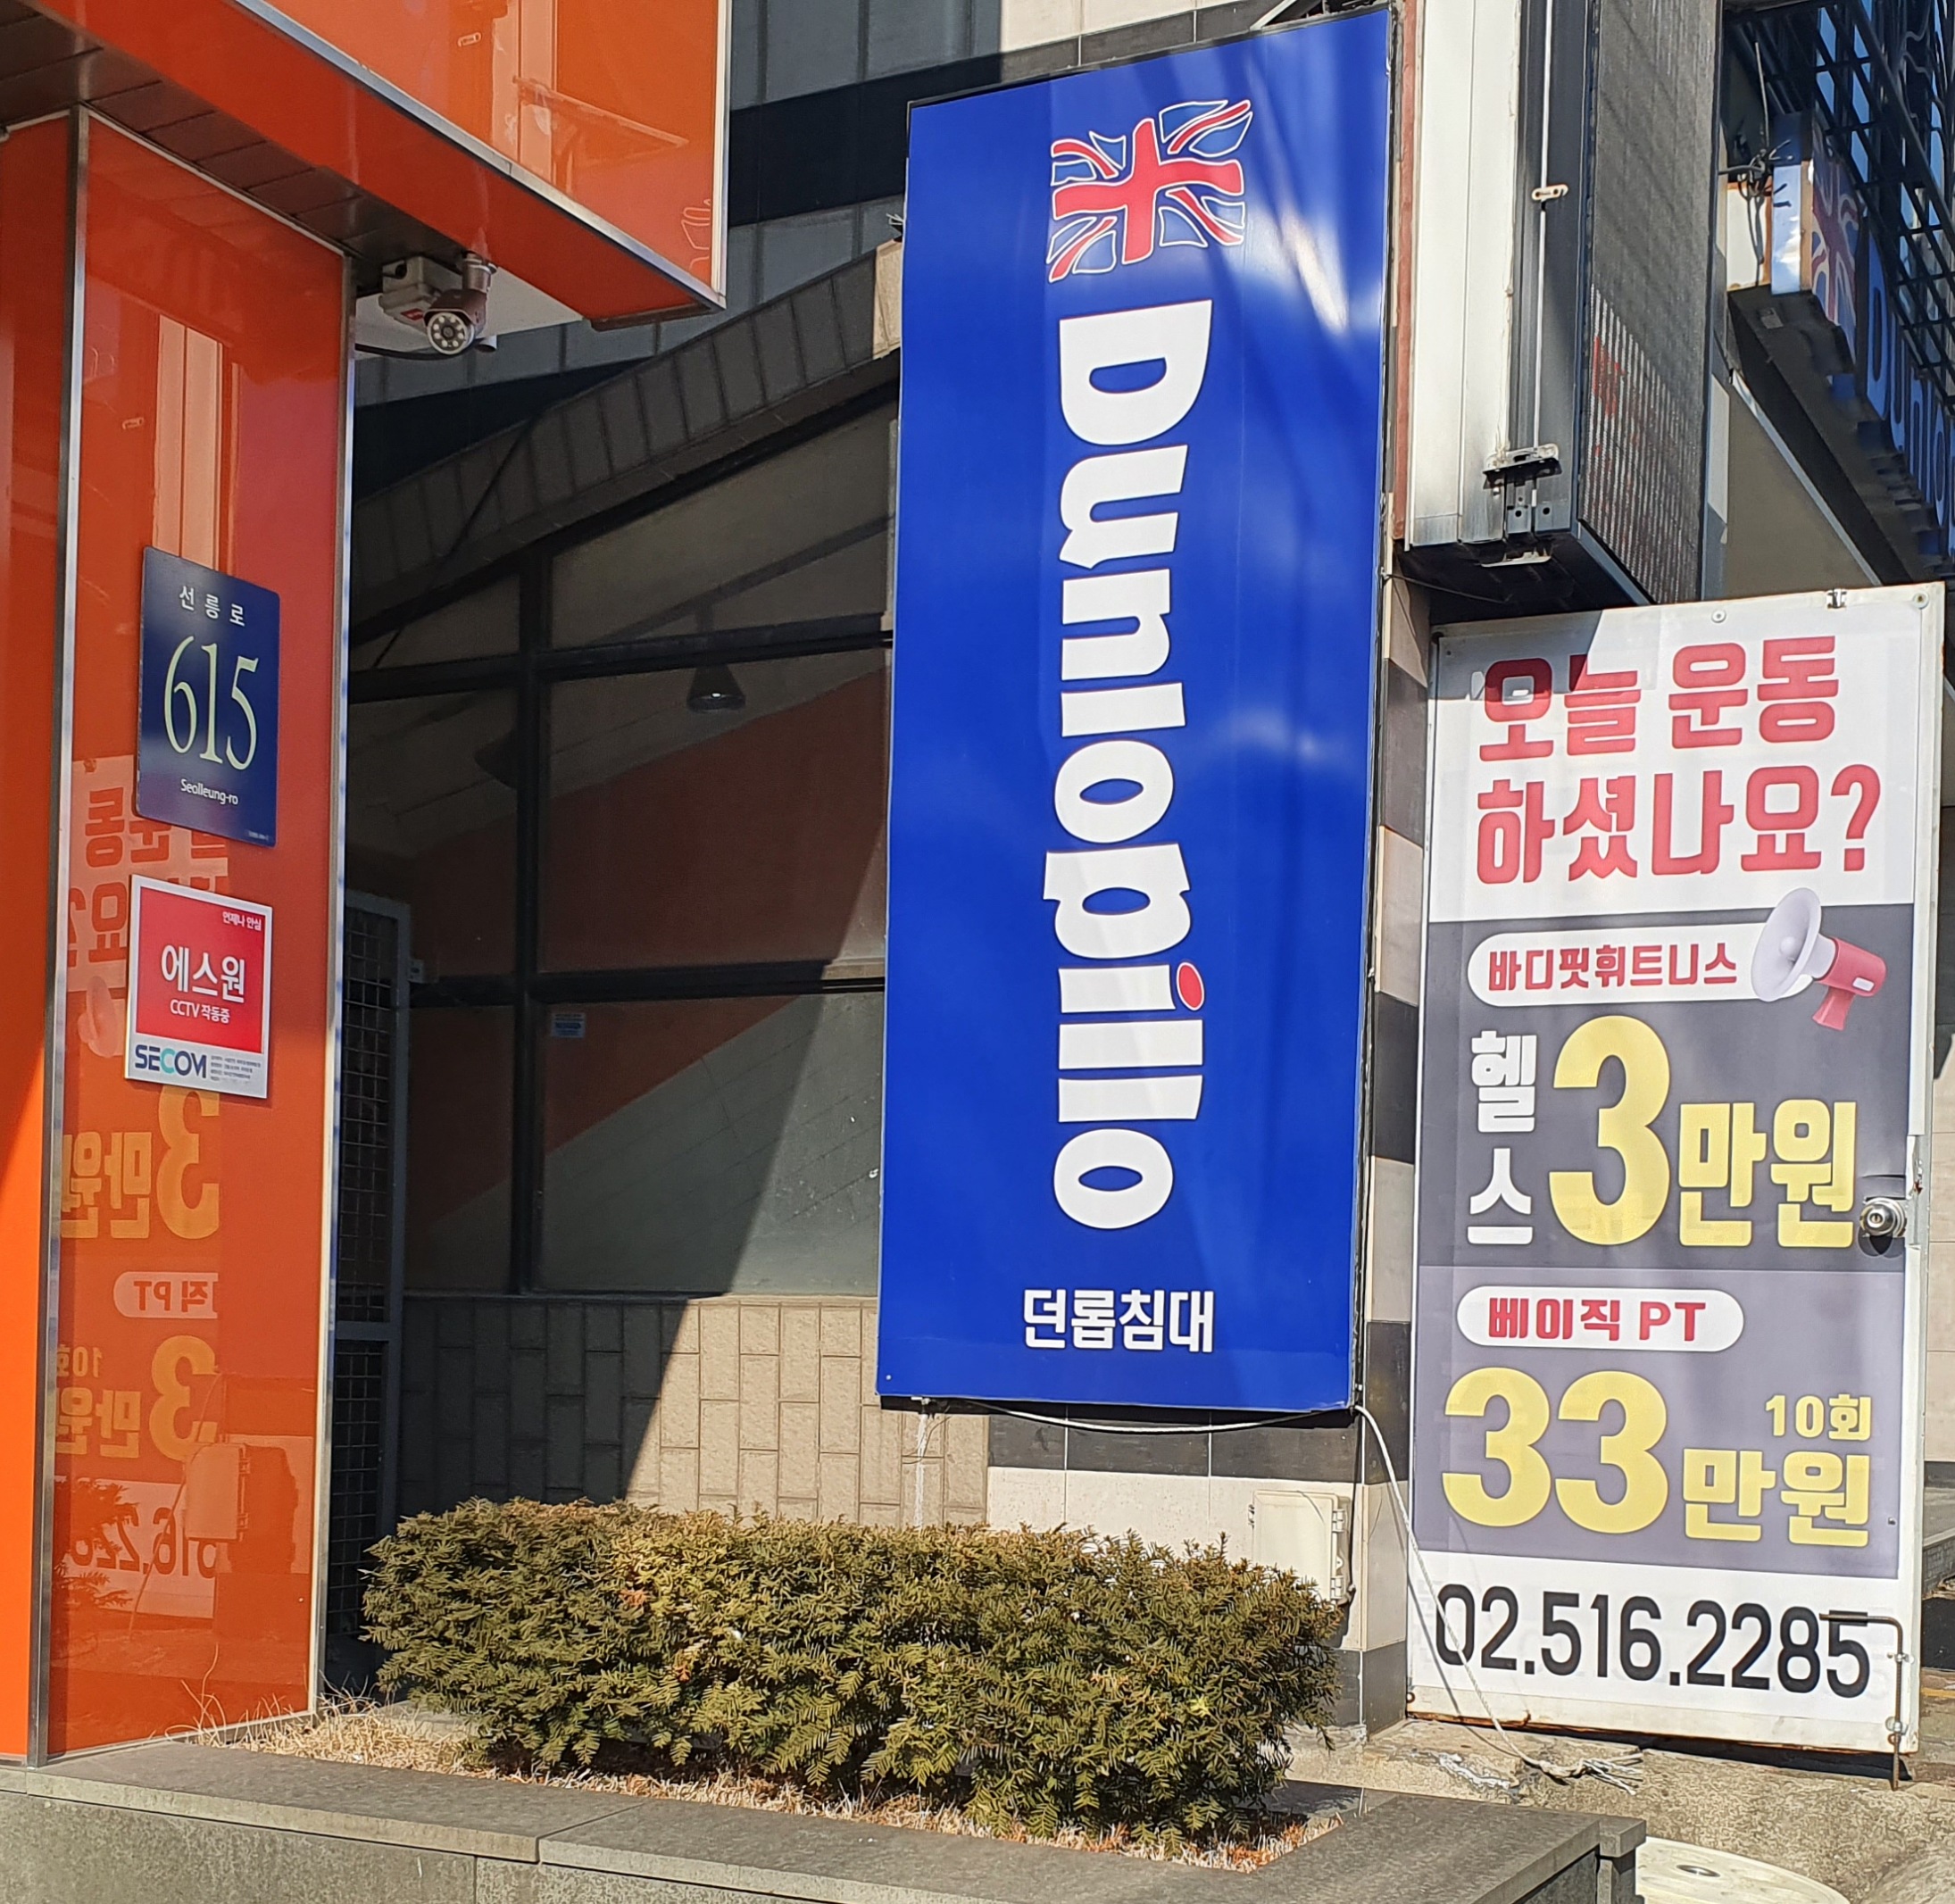 선릉로
615
Seolleung-ro
언제나 안심
에스원
CCTV 작동중
SECOM
Dunlopillo
던롭침대
오늘 운동
하셨나요?
바디핏휘트니스
헬스 3만원
베이직 PT
10회
33만원
02.516.2285